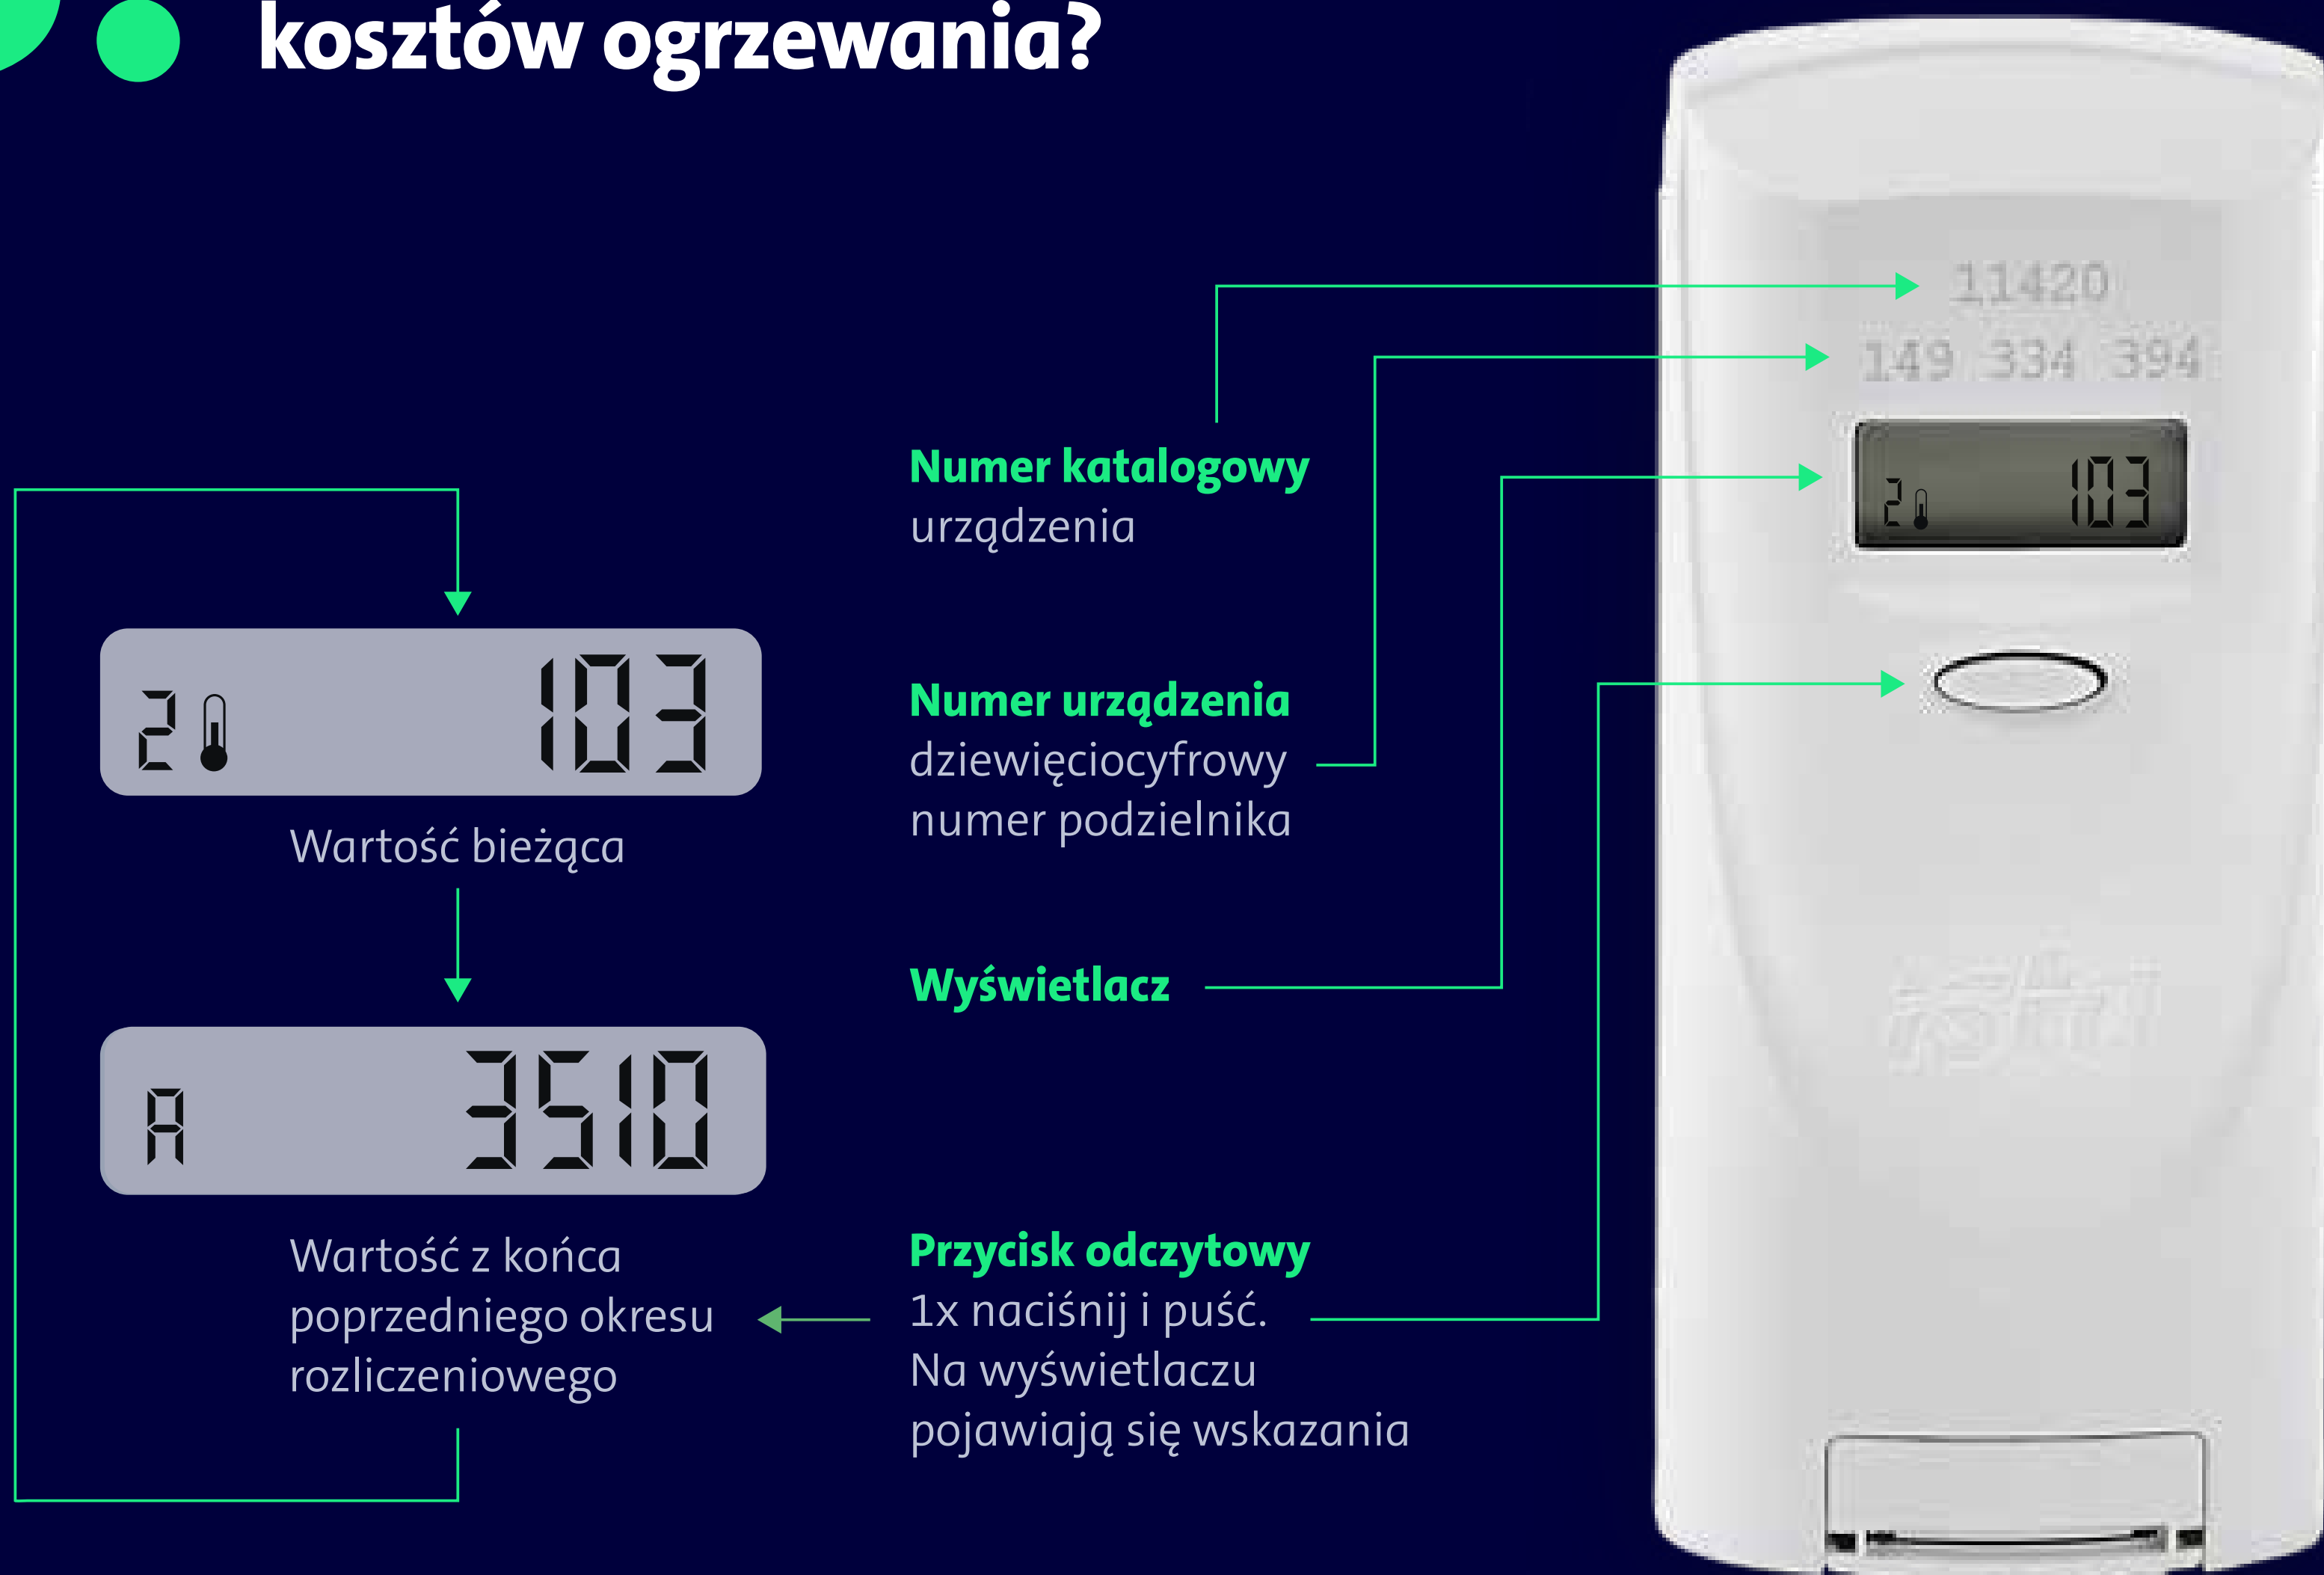 kosztów ogrzewania?
11420
149 334 394
2 103
Numer katalogowy
urządzenia
Numer urządzenia
dziewięciocyfrowy
numer podzielnika
Wyświetlacz
Przycisk odczytowy
1x naciśnij i puść.
Na wyświetlaczu
pojawiają się wskazania
2 103
Wartość bieżąca
A 3510
Wartość z końca
poprzedniego okresu
rozliczeniowego